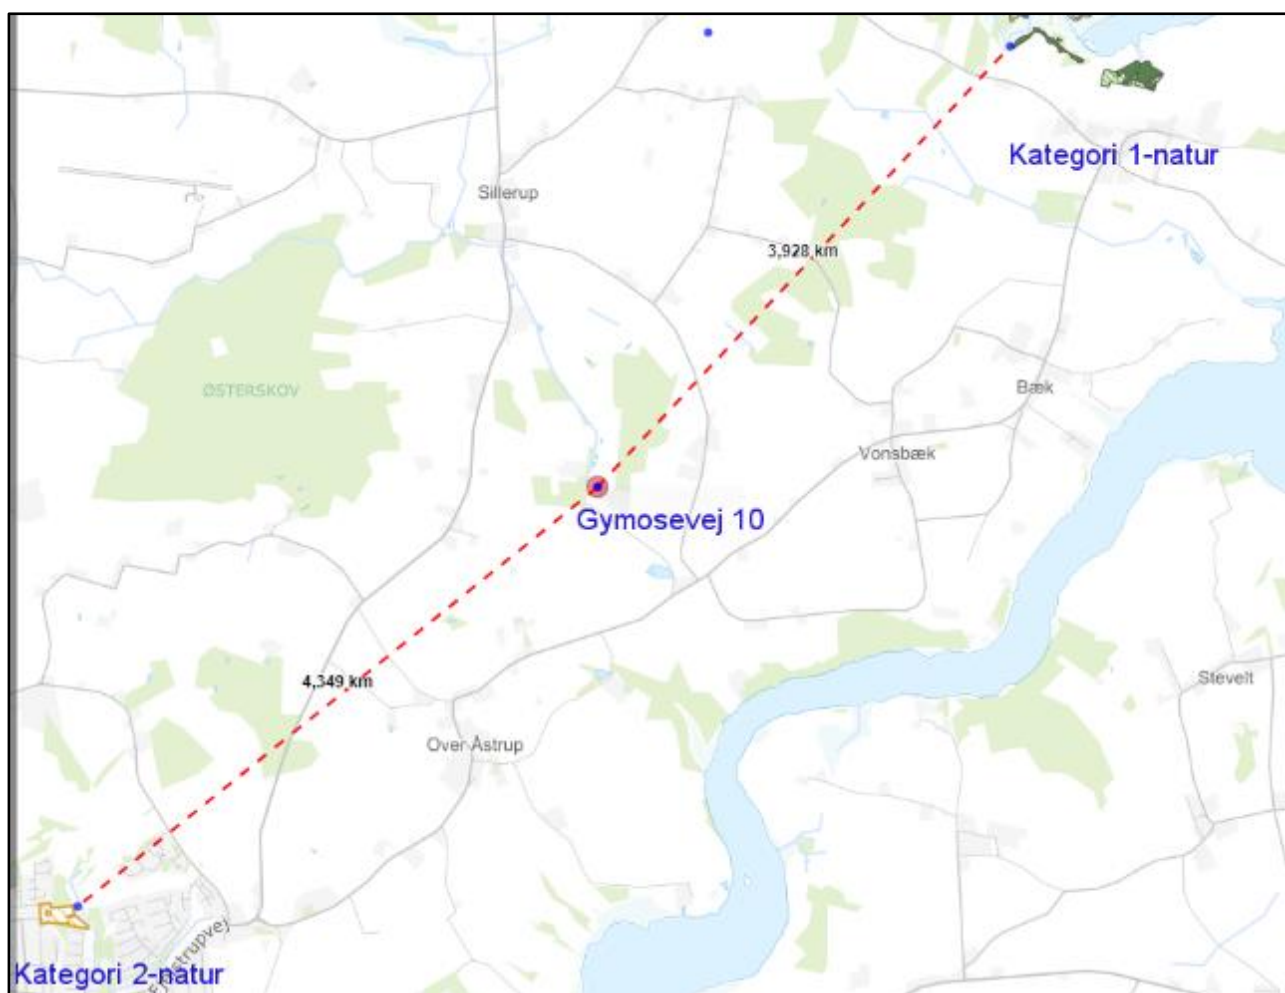 Kategori 1-natur
Sillerup
3,928 km
ØSTERSKOV
Bæk
Vonsbæk
Gymosevej 10
4,349 km
Stevelt
Over Åstrup
Kategori 2-natur